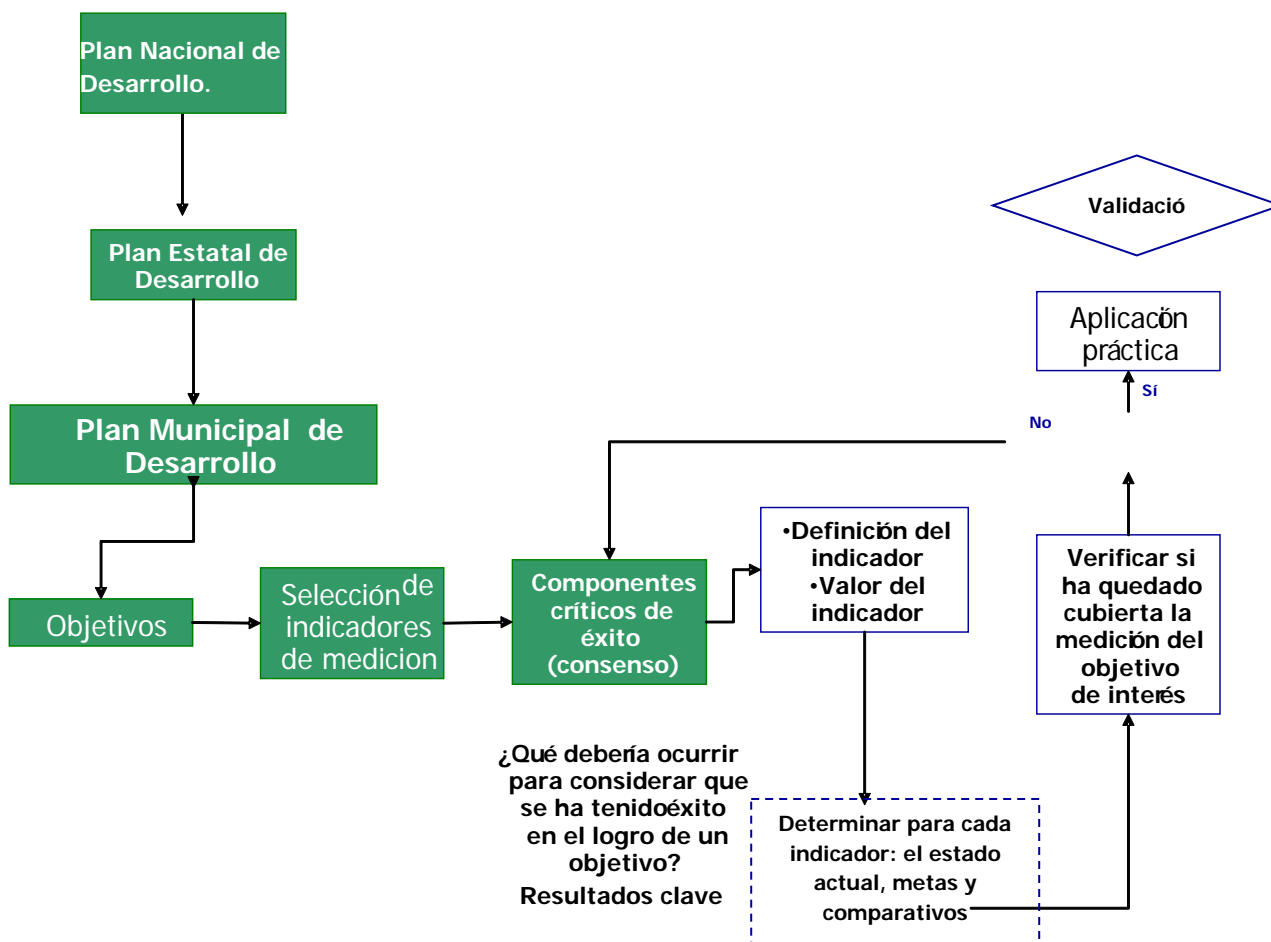 Plan Nacional de
Desarrollo.
Plan Estatal de
Desarrollo
Plan Municipal de
Desarrollo
Objetivos
Selección de
indicadores
de medicion
Componentes
críticos de
éxito
(consenso)
¿Qué debería ocurrir
para considerar que
se ha tenidoéxito
en el logro de un
objetivo?
Resultados clave
•Definición del
indicador
•Valor del
indicador
Determinar para cada
indicador: el estado
actual, metas y
comparativos
Verificar si
ha quedado
cubierta la
medición del
objetivo
de interés
No
Sí
Aplicación
práctica
Validació